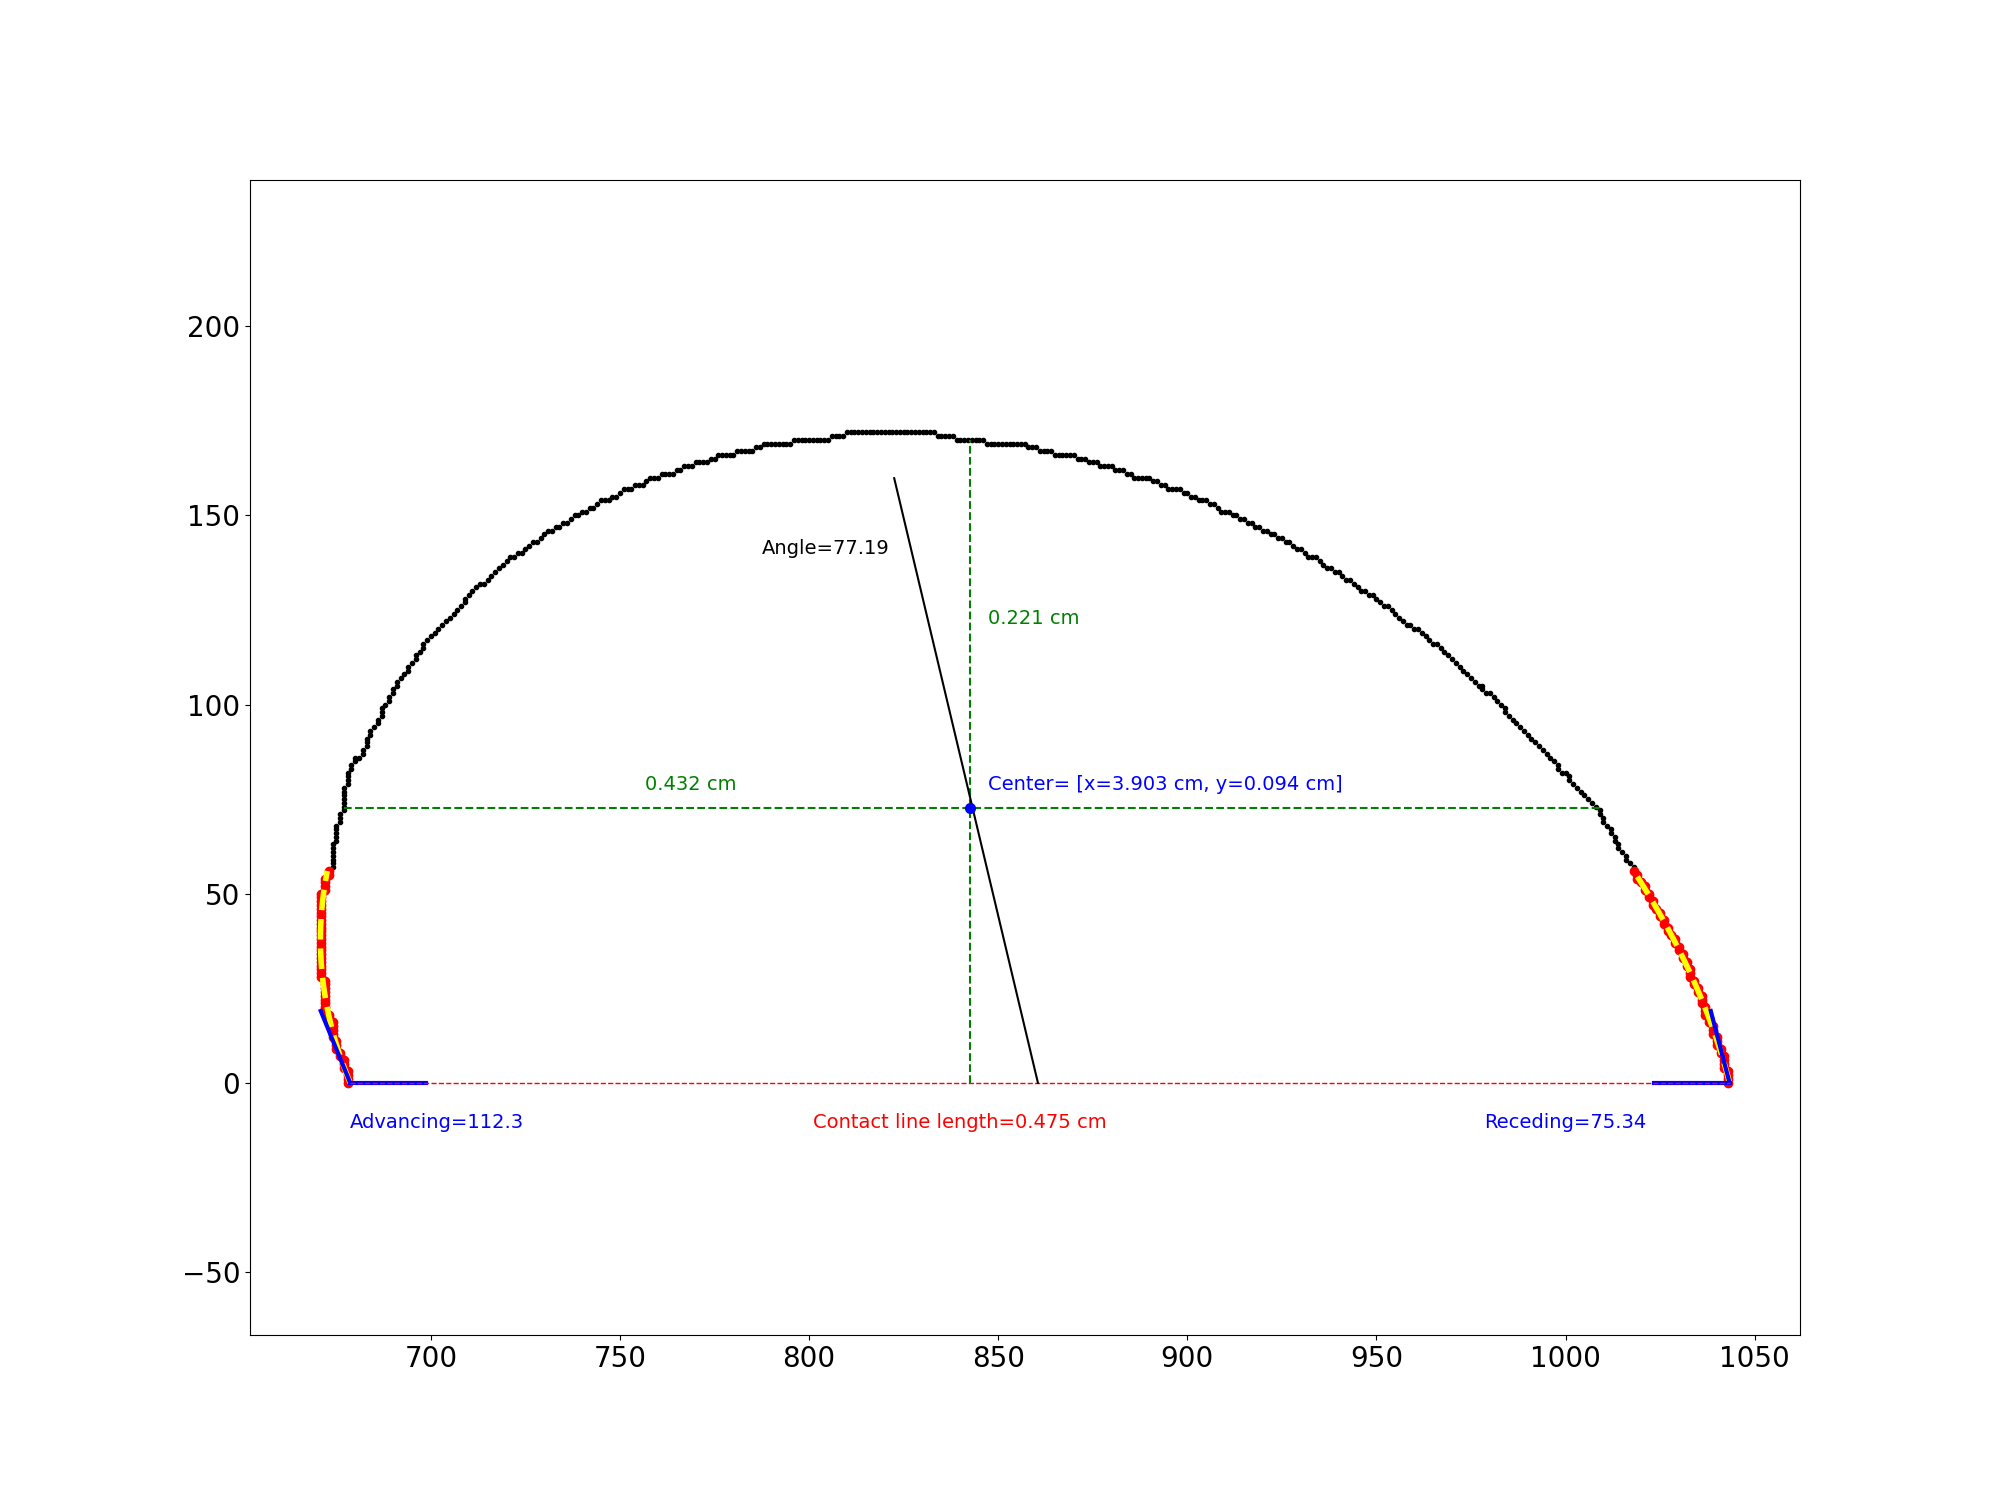 200
150
Angle=77.19
0.221 cm
100
0.432 cm
Center= [x=3.903 cm, y=0.094 cm]
50
0
Advancing=112.3
Contact line length=0.475 cm
Receding=75.34
−50
700 750 800 850 900 950 1000 1050